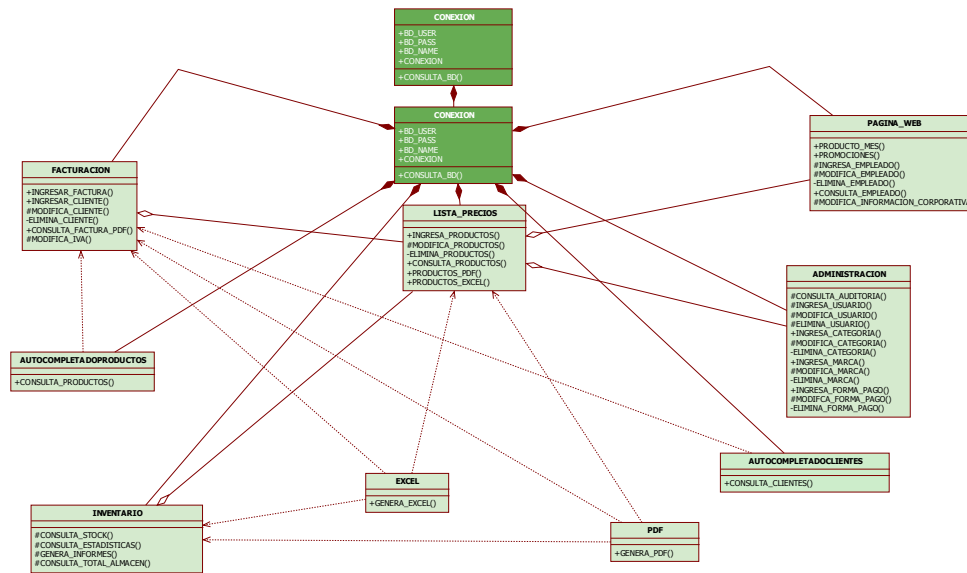 CONEXION
+BD_USER
+BD_PASS
+BD_NAME
+CONEXION
+CONSULTA_BD()
CONEXION
+BD_USER
+BD_PASS
+BD_NAME
+CONEXION
+CONSULTA_BD()
PAGINA_WEB
+PRODUCTO_MES()
+PROMOCIONES()
#INGRESA_EMPLEADO()
#MODIFICA_EMPLEADO()
-ELIMINA_EMPLEADO()
+CONSULTA_EMPLEADO()
#MODIFICA_INFORMACION_CORPORATIVA
FACTURACION
+INGRESAR_FACTURA()
+INGRESAR_CLIENTE()
#MODIFICA_CLIENTE()
-ELIMINA_CLIENTE()
+CONSULTA_FACTURA_PDF()
#MODIFICA_IVA()
LISTA_PRECIOS
+INGRESA_PRODUCTOS()
#MODIFICA_PRODUCTOS()
-ELIMINA_PRODUCTOS()
+CONSULTA_PRODUCTOS()
+PRODUCTOS_PDF()
+PRODUCTOS_EXCEL()
ADMINISTRACION
#CONSULTA_AUDITORIA()
#INGRESA_USUARIO()
#MODIFICA_USUARIO()
#ELIMINA_USUARIO()
+INGRESA_CATEGORIA()
#MODIFICA_CATEGORIA()
-ELIMINA_CATEGORIA()
+INGRESA_MARCA()
#MODIFICA_MARCA()
-ELIMINA_MARCA()
+INGRESA_FORMA_PAGO()
#MODIFCA_FORMA_PAGO()
-ELIMINA_FORMA_PAGO()
AUTOCOMPLETADOPRODUCTOS
+CONSULTA_PRODUCTOS()
AUTOCOMPLETADOCLIENTES
+CONSULTA_CLIENTES()
EXCEL
+GENERA_EXCEL()
INVENTARIO
#CONSULTA_STOCK()
#CONSULTA_ESTADISTICAS()
#GENERA_INFORMES()
#CONSULTA_TOTAL_ALMACEN()
PDF
+GENERA_PDF()